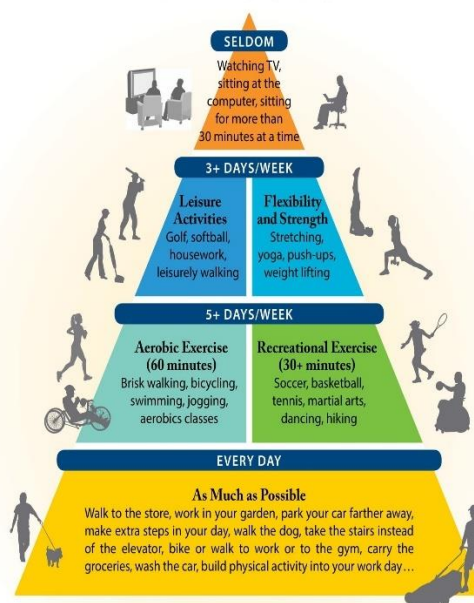 SELDOM
Watching TV,
sitting at the
computer, sitting
for more than
30 minutes at a time
3+ DAYS/WEEK
Leisure
Activities
Golf, softball,
housework,
leisurely walking
Flexibility
and Strength
Stretching,
yoga, push-ups,
weight lifting
5+ DAYS/WEEK
Aerobic Exercise
(60 minutes)
Brisk walking, bicycling,
swimming, jogging,
aerobics classes
Recreational Exercise
(30+ minutes)
Soccer, basketball,
tennis, martial arts,
dancing, hiking
EVERY DAY
As Much as Possible
Walk to the store, work in your garden, park your car farther away,
make extra steps in your day, walk the dog, take the stairs instead
of the elevator, bike or walk to work or to the gym, carry the
groceries, wash the car, build physical activity into your work day…